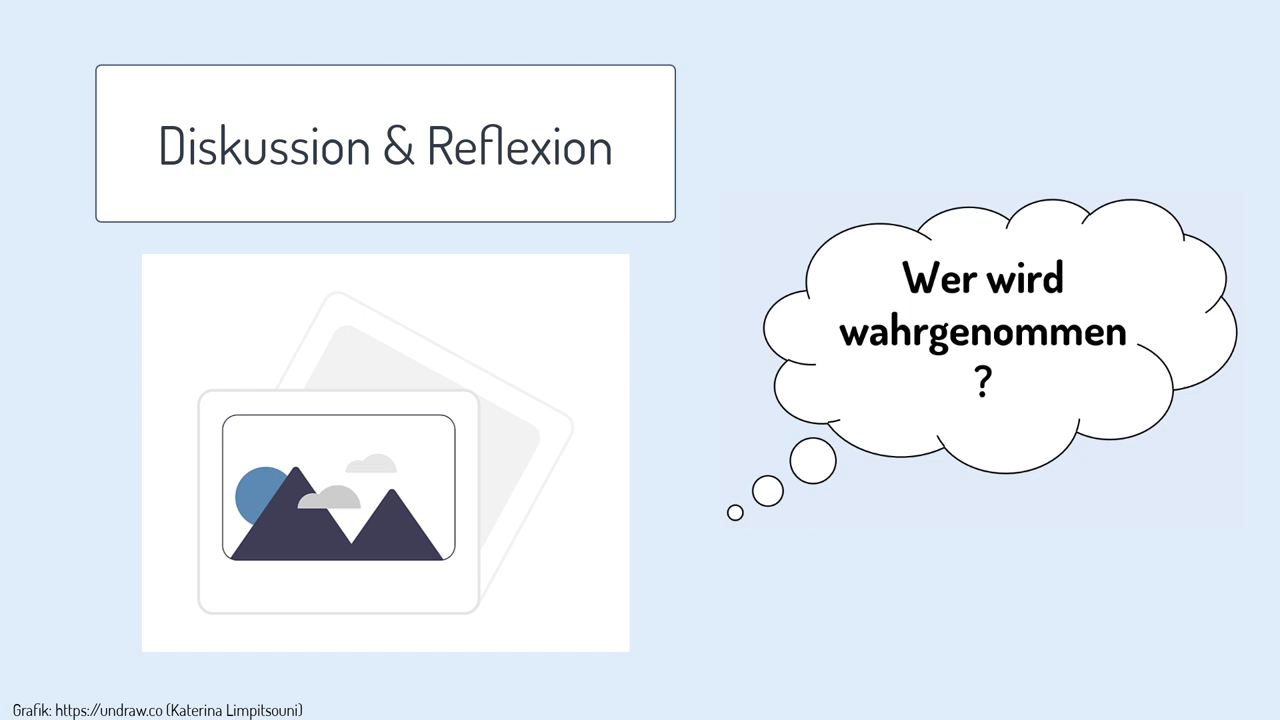 Diskussion & Reflexion
Wer wird
wahrgenommen
?
Grafik: https://undraw.co (Katerina Limpitsouni)